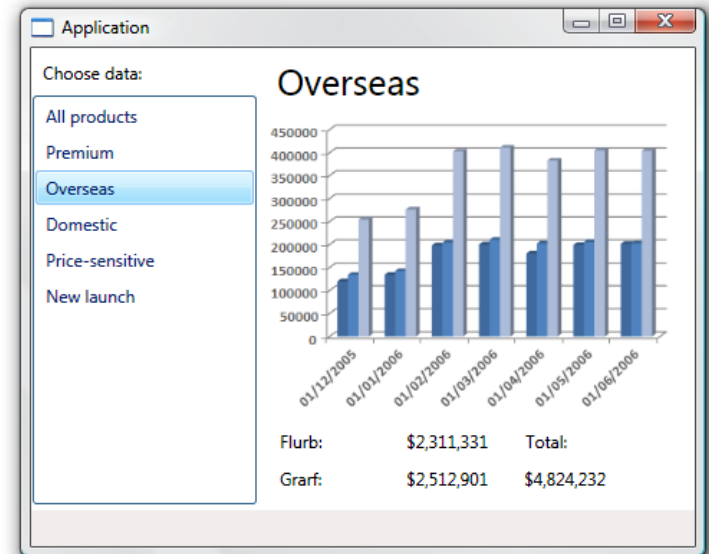 Application
Choose data:
All products
Premium
Overseas
Domestic
Price-sensitive
New launch
Overseas
450000
400000
350000
300000
250000
200000
150000
100000
50000
0
01/12/2005 01/01/2006 01/02/2006 01/03/2006 01/04/2006 01/05/2006 01/06/2006
Flurb: $2,311,331 Total:
Grarf: $2,512,901 $4,824,232